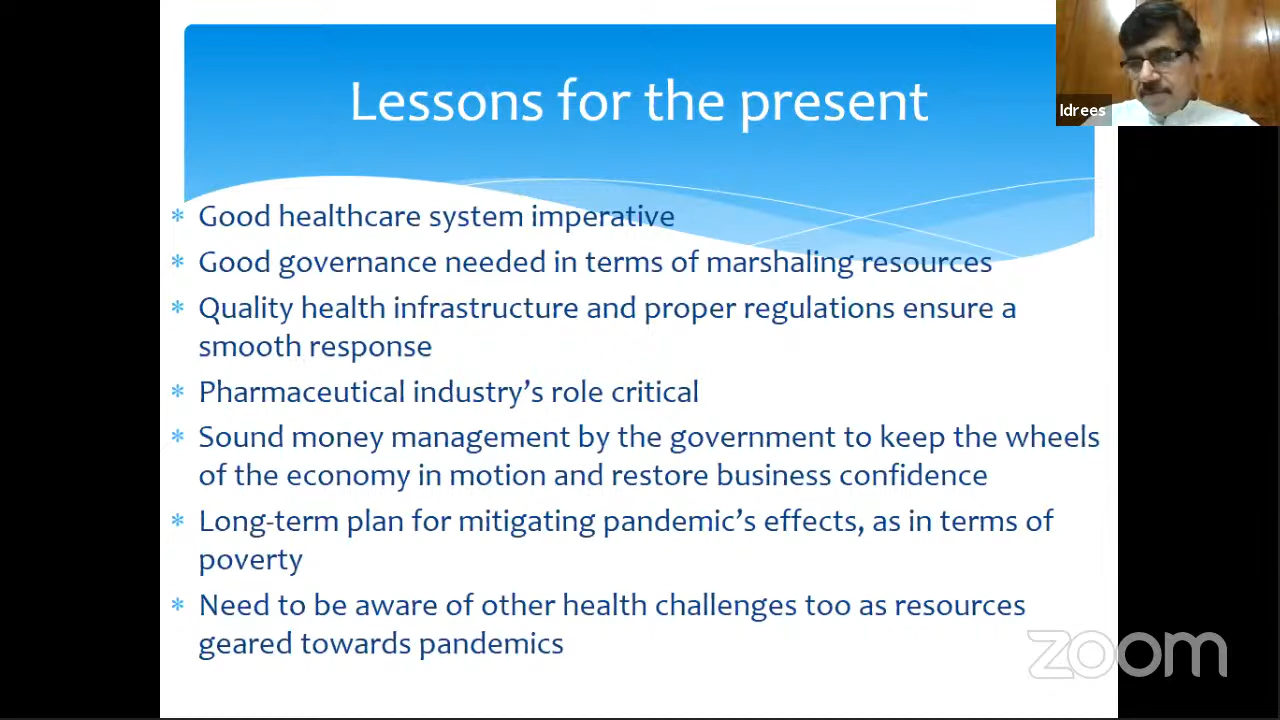 Lessons for the present
Idrees
* Good healthcare system imperative
* Good governance needed in terms of marshaling resources
* Quality health infrastructure and proper regulations ensure a
smooth response
* Pharmaceutical industry’s role critical
* Sound money management by the government to keep the wheels
of the economy in motion and restore business confidence
* Long-term plan for mitigating pandemic’s effects, as in terms of
poverty
* Need to be aware of other health challenges too as resources
geared towards pandemics
zoom